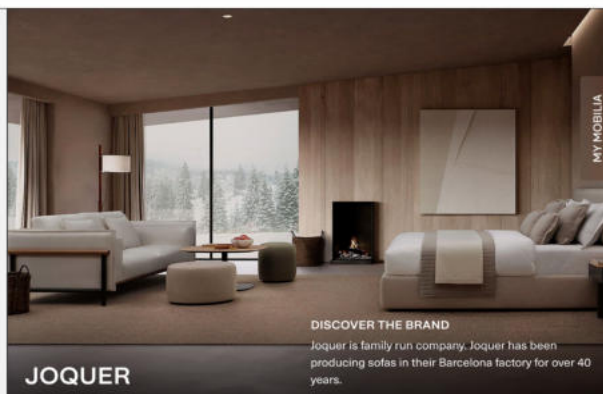 MY MOBILIA
DISCOVER THE BRAND
Joquer is family run company. Joquer has been
producing sofas in their Barcelona factory for over 40
years.
JOQUER